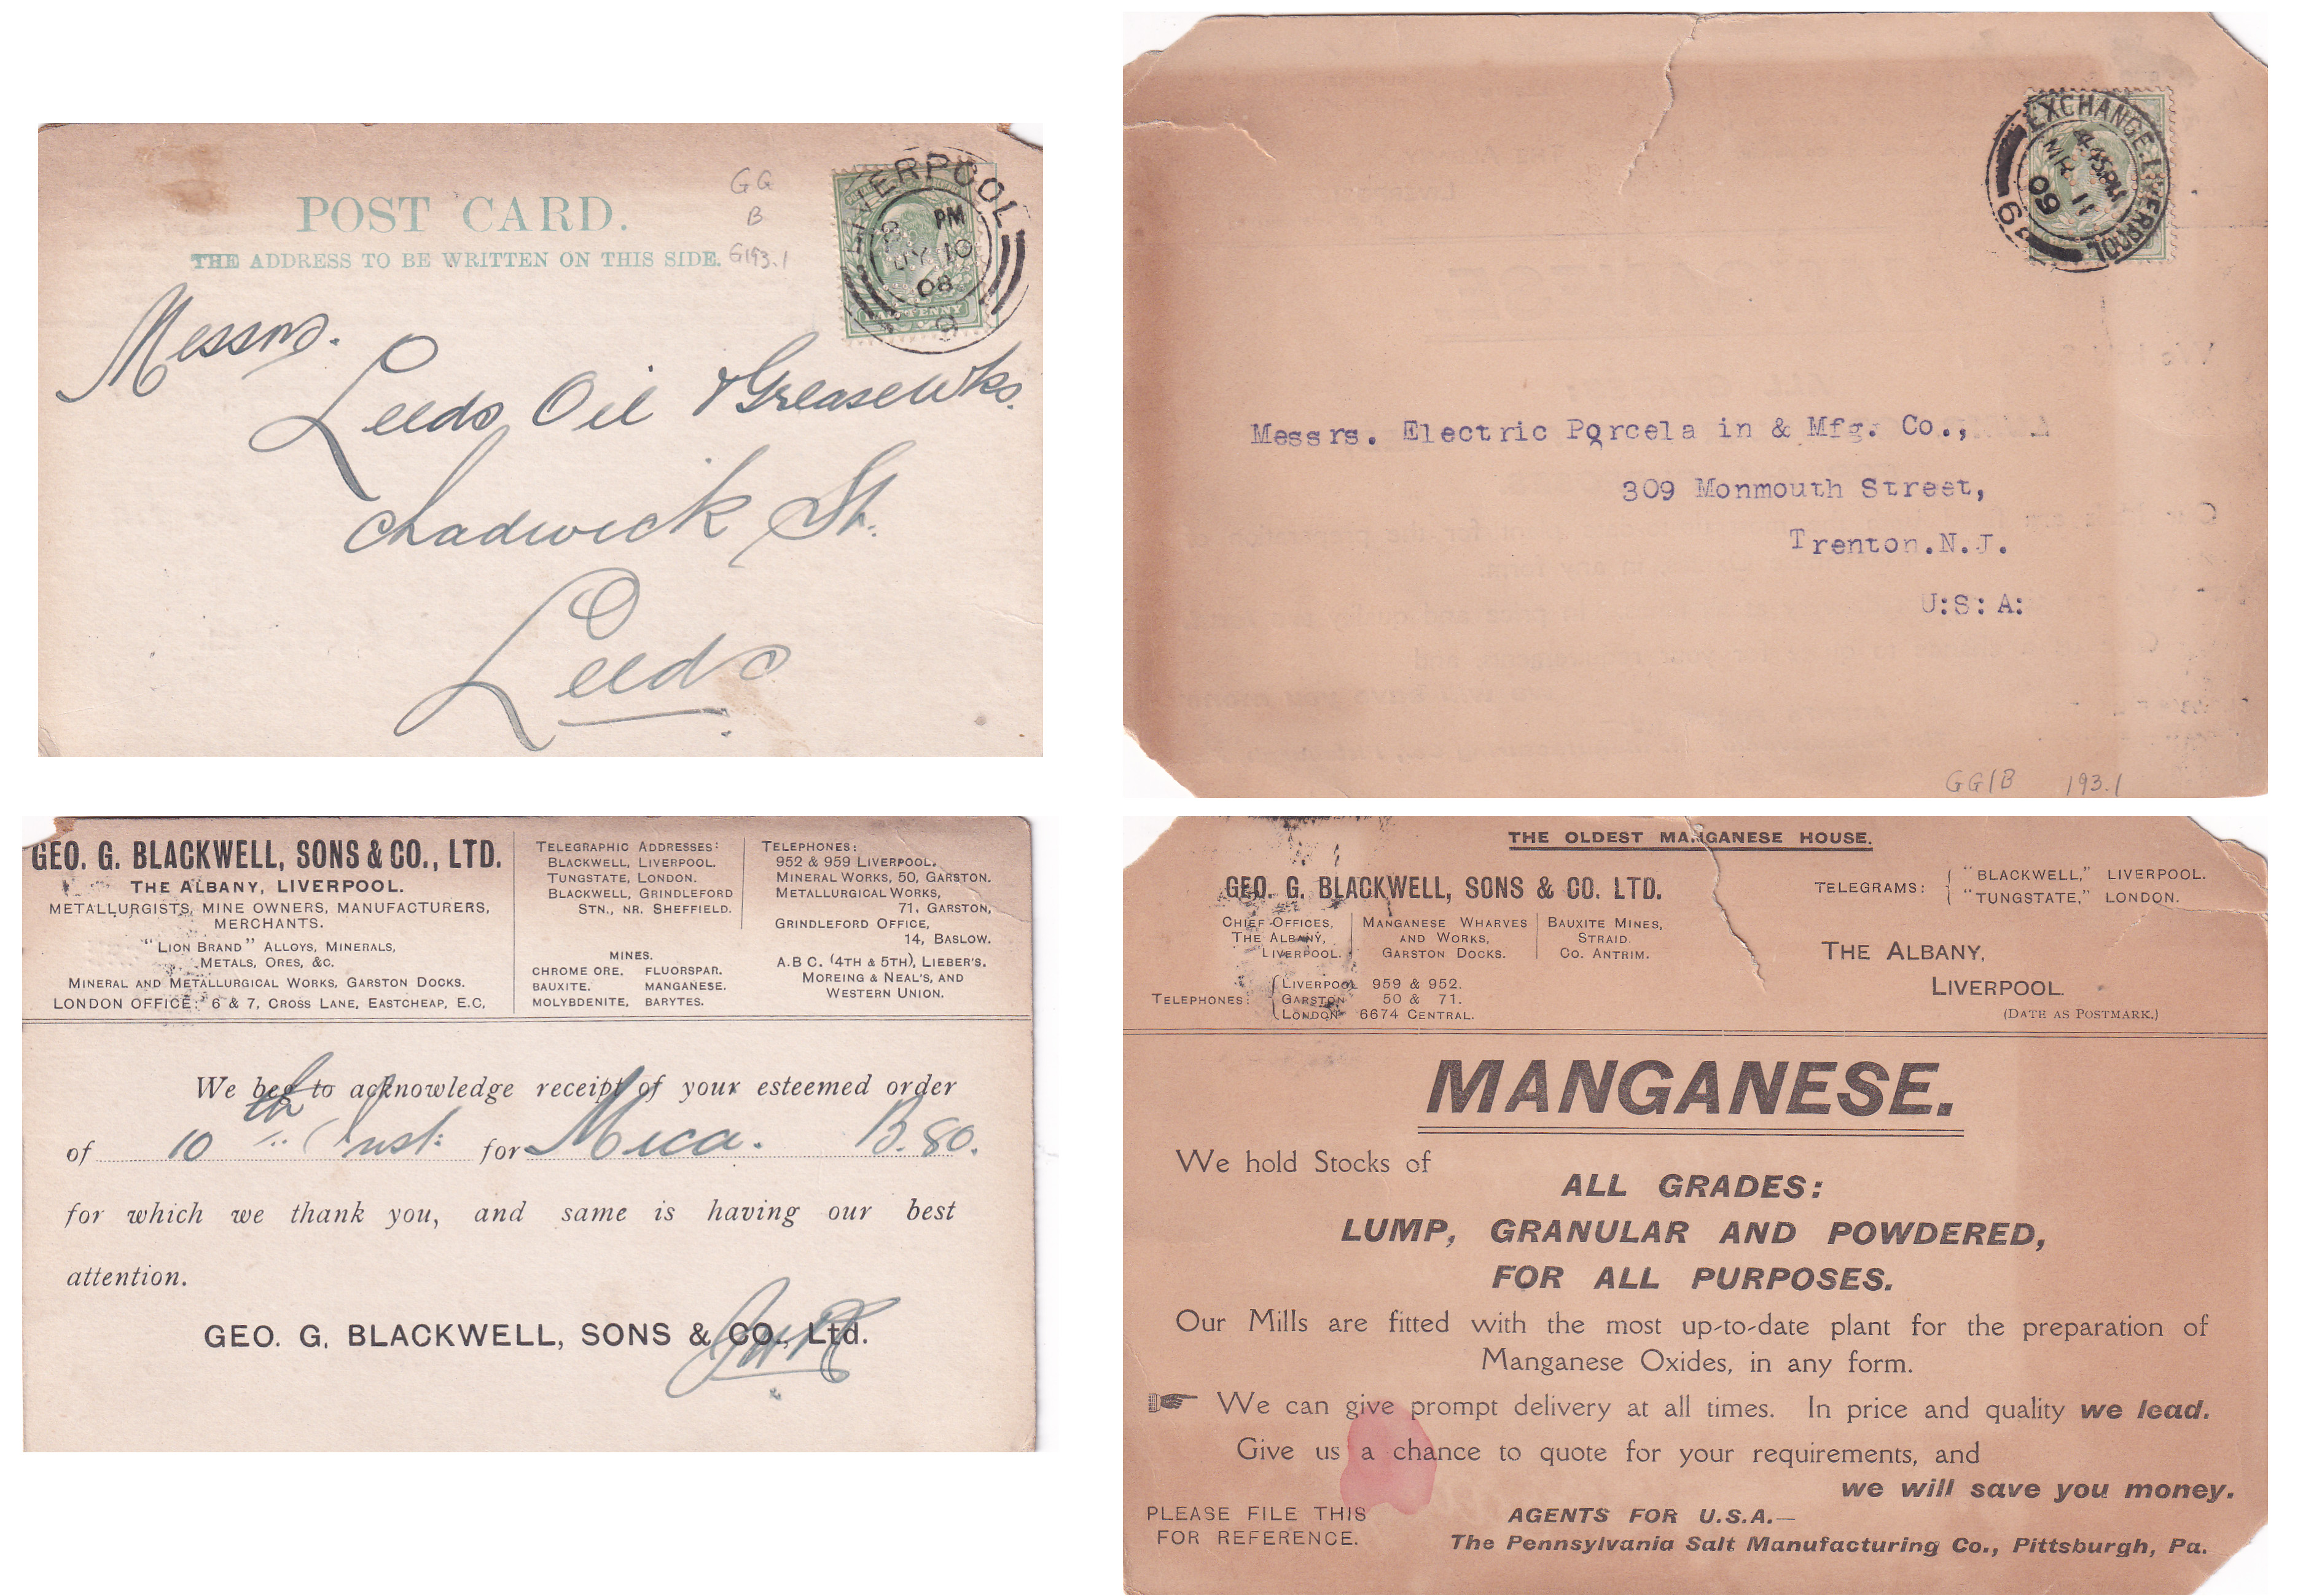 POST CARD.
THE ADDRESS TO BE WRITTEN ON THIS SIDE.
GG
B
G193.1
LIVERPOOL
PM
JY 10
08
HALFPENNY
Messrs.
Leeds Oil & Grease Wks.
Chadwick St.
Leeds
EXCHANGE. LIVERPOOL
4.45PM
MR 11
09
Messrs. Electric Porcela in & Mfg. Co.,
309 Monmouth Street,
Trenton.N.J.
U:S: A:
GG/B 193.1
GEO. G. BLACKWELL, SONS & CO., LTD.
THE ALBANY, LIVERPOOL.
METALLURGISTS, MINE OWNERS, MANUFACTURERS,
MERCHANTS.
"LION BRAND" ALLOYS, MINERALS,
METALS, ORES, &C.
MINERAL AND METALLURGICAL WORKS, GARSTON DOCKS.
LONDON OFFICE: 6 & 7, CROSS LANE, EASTCHEAP, E.C.
TELEGRAPHIC ADDRESSES:
BLACKWELL, LIVERPOOL.
TUNGSTATE, LONDON.
BLACKWELL, GRINDLEFORD
STN., NR. SHEFFIELD.
MINES.
CHROME ORE. FLUORSPAR.
BAUXITE. MANGANESE.
MOLYBDENITE, BARYTES.
TELEPHONES:
952 & 959 LIVERPOOL.
MINERAL WORKS, 50, GARSTON.
METALLURGICAL WORKS,
71, GARSTON,
GRINDLEFORD OFFICE,
14, BASLOW.
A.B C. (4TH & 5TH), LIEBER'S.
MOREING & NEAL'S, AND
WESTERN UNION.
We beg to acknowledge receipt of your esteemed order
of 10th Inst: for Mica. B.80.
for which we thank you, and same is having our best
attention.
GEO. G. BLACKWELL, SONS & CO., Ltd.
THE OLDEST MANGANESE HOUSE.
GEO. G. BLACKWELL, SONS & CO. LTD.
CHIEF OFFICES,
THE ALBANY,
LIVERPOOL.
MANGANESE WHARVES
AND WORKS,
GARSTON DOCKS.
BAUXITE MINES,
STRAID.
CO. ANTRIM.
TELEPHONES:
LIVERPOOL 959 & 952.
GARSTON 50 & 71.
LONDON 6674 CENTRAL.
TELEGRAMS:
"BLACKWELL," LIVERPOOL.
"TUNGSTATE," LONDON.
THE ALBANY,
LIVERPOOL.
(DATE AS POSTMARK.)
MANGANESE.
We hold Stocks of
ALL GRADES:
LUMP, GRANULAR AND POWDERED,
FOR ALL PURPOSES.
Our Mills are fitted with the most up-to-date plant for the preparation of
Manganese Oxides, in any form.
We can give prompt delivery at all times. In price and quality we lead.
Give us a chance to quote for your requirements, and
we will save you money.
PLEASE FILE THIS
FOR REFERENCE.
AGENTS FOR U.S.A.—
The Pennsylvania Salt Manufacturing Co., Pittsburgh, Pa.